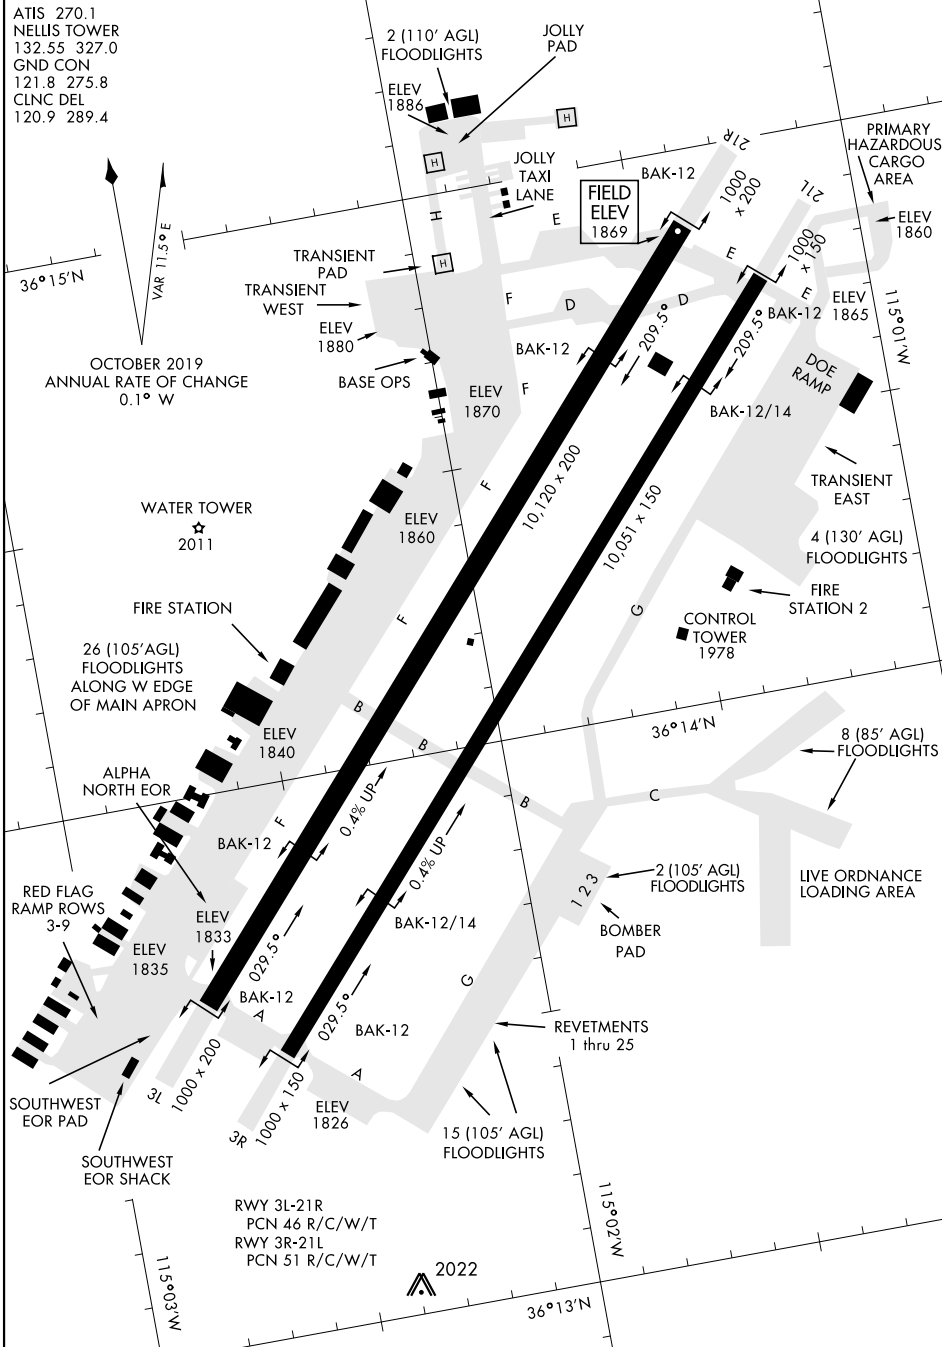 ATIS 270.1
NELLIS TOWER
132.55 327.0
GND CON
121.8 275.8
CLNC DEL
120.9 289.4
2 (110' AGL)
FLOODLIGHTS
JOLLY
PAD
ELEV
1886
H
H
H
H
JOLLY
TAXI
LANE
E
FIELD
ELEV
1869
BAK-12
21R
1000
x 200
21L
1000
x 150
PRIMARY
HAZARDOUS
CARGO
AREA
ELEV
1860
36°15'N
VAR 11.5° E
OCTOBER 2019
ANNUAL RATE OF CHANGE
0.1° W
TRANSIENT
PAD
TRANSIENT
WEST
ELEV
1880
BASE OPS
F
D
D
E
E
BAK-12
ELEV
1865
115°01'W
BAK-12
209.5°
209.5°
BAK-12/14
DOE
RAMP
ELEV
1870
F
TRANSIENT
EAST
WATER TOWER
2011
ELEV
1860
F
10,120 x 200
10,051 x 150
4 (130' AGL)
FLOODLIGHTS
FIRE
STATION 2
FIRE STATION
F
G
CONTROL
TOWER
1978
26 (105'AGL)
FLOODLIGHTS
ALONG W EDGE
OF MAIN APRON
B
B
B
36°14'N
8 (85' AGL)
FLOODLIGHTS
ELEV
1840
ALPHA
NORTH EOR
F
0.4% UP
0.4% UP
C
BAK-12
2 (105' AGL)
FLOODLIGHTS
LIVE ORDNANCE
LOADING AREA
1 2 3
BOMBER
PAD
RED FLAG
RAMP ROWS
3-9
ELEV
1833
ELEV
1835
029.5°
BAK-12/14
G
BAK-12
A
029.5°
BAK-12
A
REVETMENTS
1 thru 25
3L
1000 x 200
3R
1000 x 150
ELEV
1826
SOUTHWEST
EOR PAD
15 (105' AGL)
FLOODLIGHTS
SOUTHWEST
EOR SHACK
RWY 3L-21R
PCN 46 R/C/W/T
RWY 3R-21L
PCN 51 R/C/W/T
115°02'W
115°03'W
2022
36°13'N